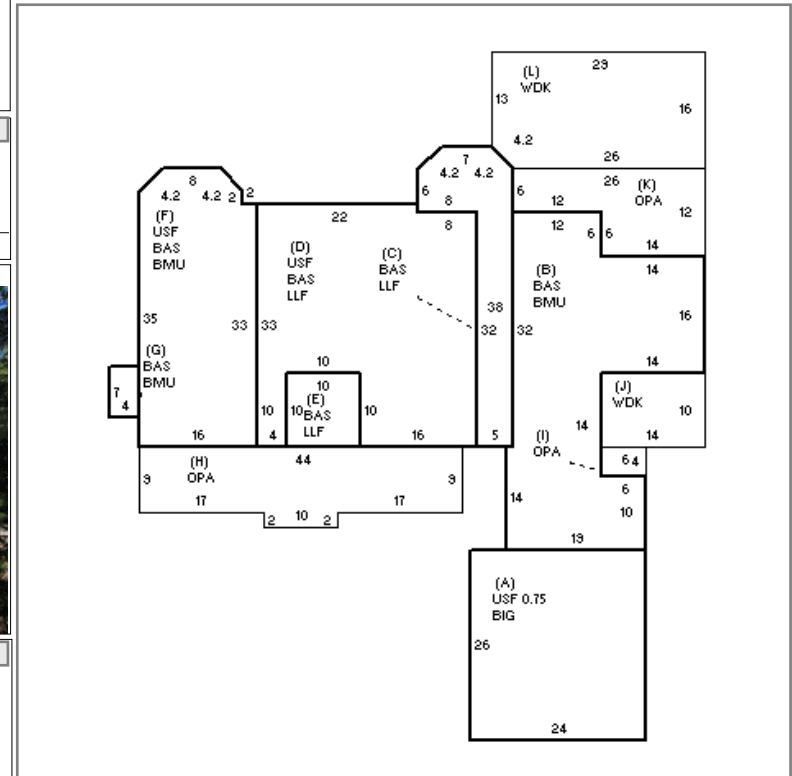 29
(L)
WDK
13
16
4.2
26
7
4.2 4.2
8
4.2 4.2 2 2
6
8
6
12
26
(K)
OPA
12
(F)
USF
BAS
BMU
22
8
12
6 6
14
(D)
USF
BAS
LLF
(C)
BAS
LLF
14
(B)
BAS
BMU
38
35
33 33
32 32
16
(G)
BAS
BMU
10
14
7
4
10
(E)
BAS
LLF
10
10
10
(J)
WDK
10
14
16
4
16
5
14
(I)
OPA
44
(H)
OPA
9
9
6 4
17
17
14
6
10
2 10 2
19
(A)
USF 0.75
BIG
26
24